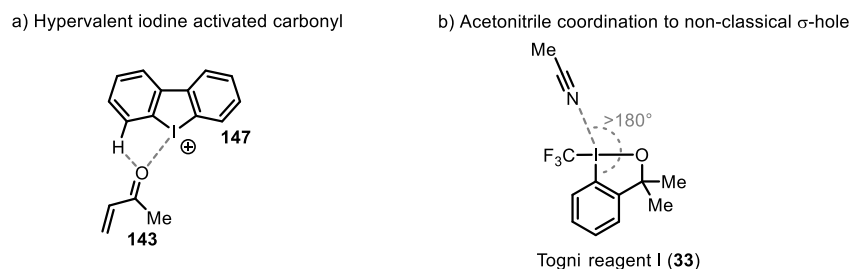 a) Hypervalent iodine activated carbonyl
b) Acetonitrile coordination to non-classical σ-hole
I
⊕
147
H
O
Me
143
Me
N
>180°
F₃C
I
O
Me
Me
Togni reagent I (33)